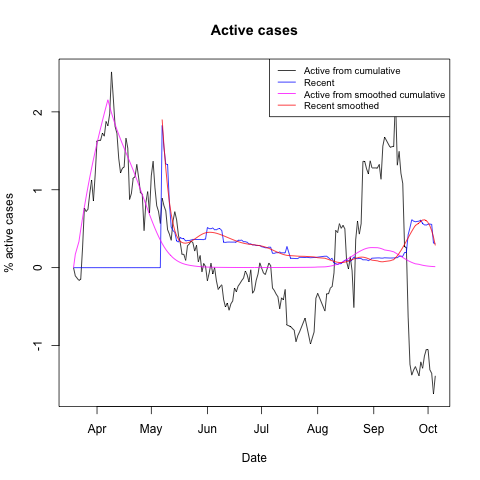 Active cases
Active from cumulative
Recent
Active from smoothed cumulative
Recent smoothed
% active cases
2
1
0
-1
Apr May Jun Jul Aug Sep Oct
Date